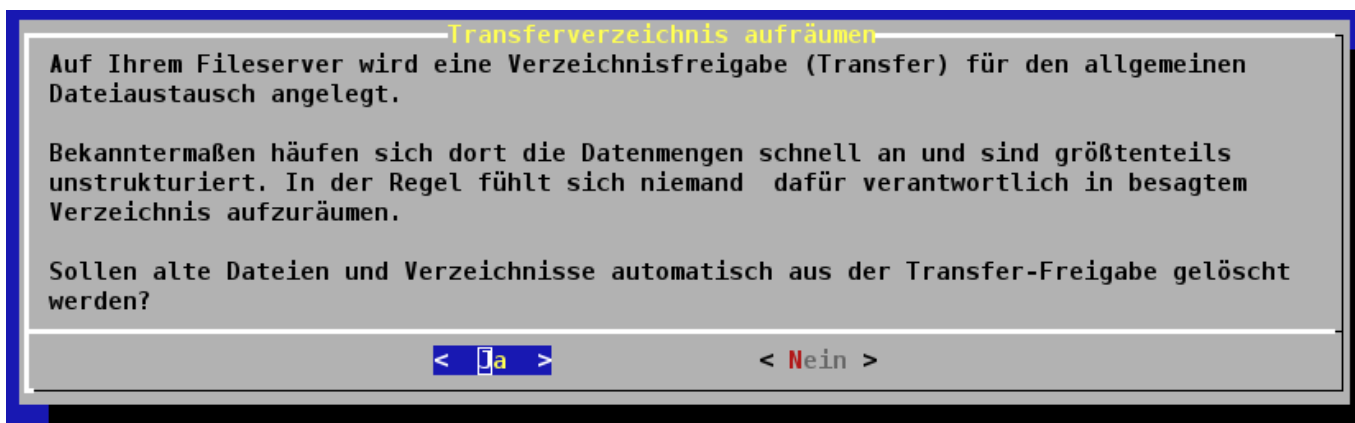 Transferverzeichnis aufräumen
Auf Ihrem Fileserver wird eine Verzeichnisfreigabe (Transfer) für den allgemeinen
Dateiaustausch angelegt.
Bekanntermaßen häufen sich dort die Datenmengen schnell an und sind größtenteils
unstrukturiert. In der Regel fühlt sich niemand  dafür verantwortlich in besagtem
Verzeichnis aufzuräumen.
Sollen alte Dateien und Verzeichnisse automatisch aus der Transfer-Freigabe gelöscht
werden?
<  Ja  > < Nein >